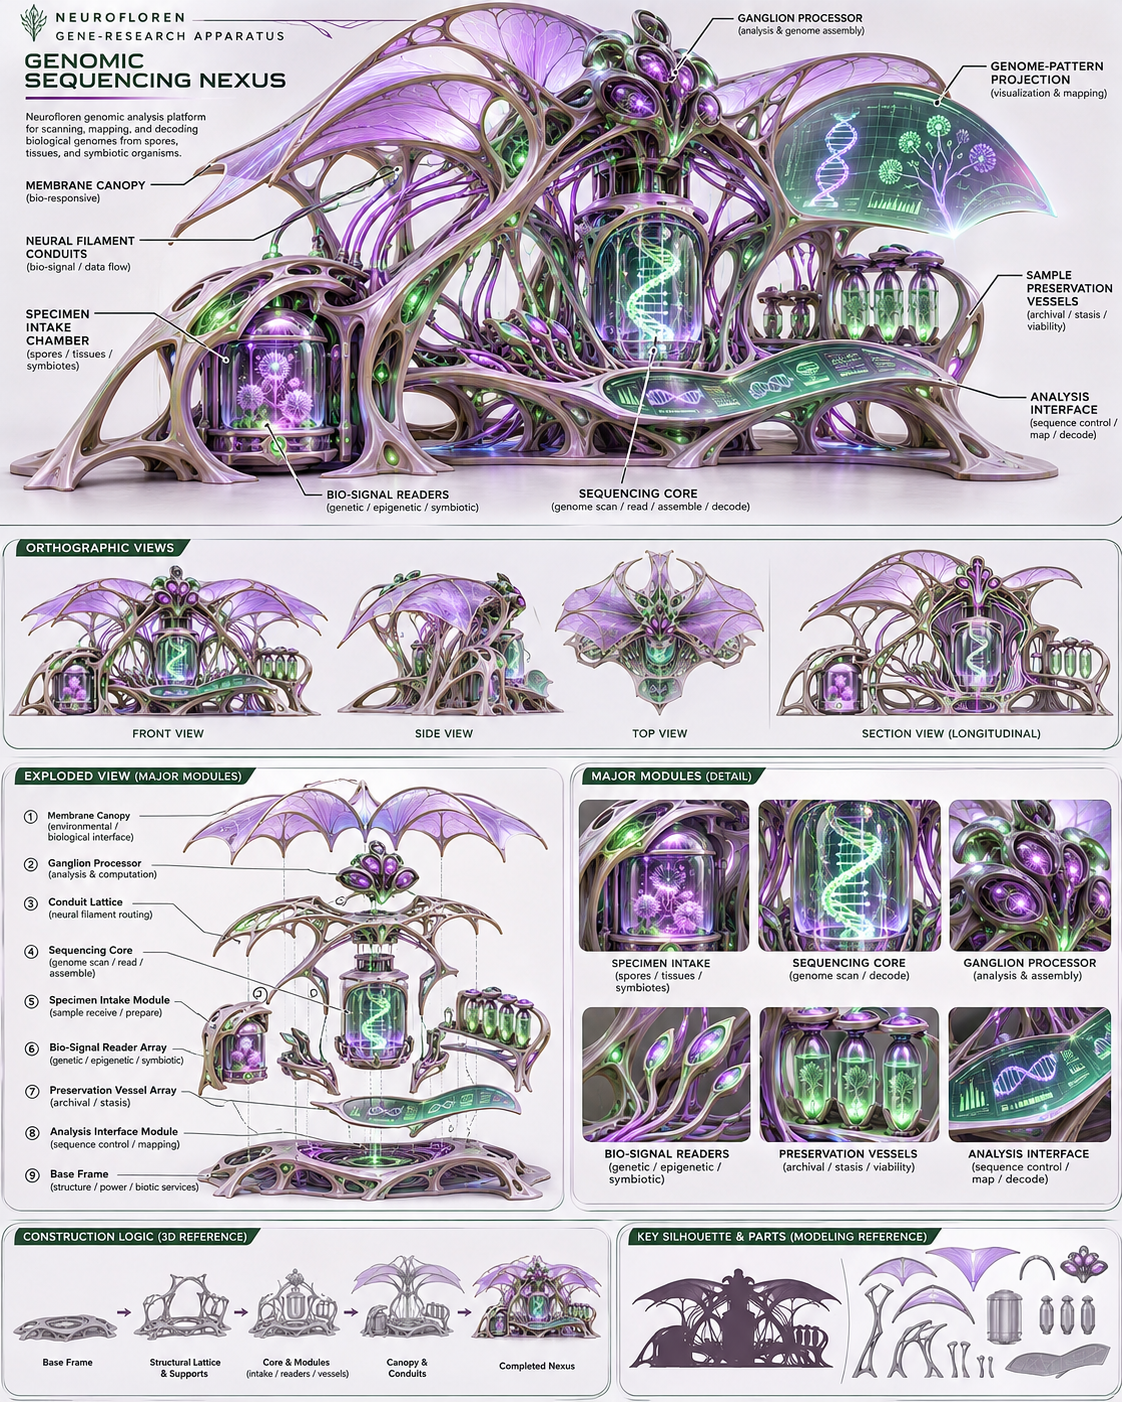 NEUROFLOREN
GENE-RESEARCH APPARATUS
GENOMIC
SEQUENCING NEXUS
Neurofloren genomic analysis platform
for scanning, mapping, and decoding
biological genomes from spores,
tissues, and symbiotic organisms.
MEMBRANE CANOPY
(bio-responsive)
NEURAL FILAMENT
CONDUITS
(bio-signal / data flow)
SPECIMEN
INTAKE
CHAMBER
(spores / tissues /
symbiotes)
GANGLION PROCESSOR
(analysis & genome assembly)
GENOME-PATTERN
PROJECTION
(visualization & mapping)
SAMPLE
PRESERVATION
VESSELS
(archival / stasis /
viability)
ANALYSIS
INTERFACE
(sequence control /
map / decode)
BIO-SIGNAL READERS
(genetic / epigenetic / symbiotic)
SEQUENCING CORE
(genome scan / read / assemble / decode)
ORTHOGRAPHIC VIEWS
FRONT VIEW
SIDE VIEW
TOP VIEW
SECTION VIEW (LONGITUDINAL)
EXPLODED VIEW (MAJOR MODULES)
1 Membrane Canopy
(environmental /
biological interface)
2 Ganglion Processor
(analysis & computation)
3 Conduit Lattice
(neural filament routing)
4 Sequencing Core
(genome scan / read /
assemble)
5 Specimen Intake Module
(sample receive / prepare)
6 Bio-Signal Reader Array
(genetic / epigenetic / symbiotic)
7 Preservation Vessel Array
(archival / stasis)
8 Analysis Interface Module
(sequence control / mapping)
9 Base Frame
(structure / power / biotic services)
MAJOR MODULES (DETAIL)
SPECIMEN INTAKE
(spores / tissues /
symbiotes)
SEQUENCING CORE
(genome scan / decode)
GANGLION PROCESSOR
(analysis & assembly)
BIO-SIGNAL READERS
(genetic / epigenetic /
symbiotic)
PRESERVATION VESSELS
(archival / stasis / viability)
ANALYSIS INTERFACE
(sequence control /
map / decode)
CONSTRUCTION LOGIC (3D REFERENCE)
Base Frame
Structural Lattice
& Supports
Core & Modules
(intake / readers / vessels)
Canopy &
Conduits
Completed Nexus
KEY SILHOUETTE & PARTS (MODELING REFERENCE)